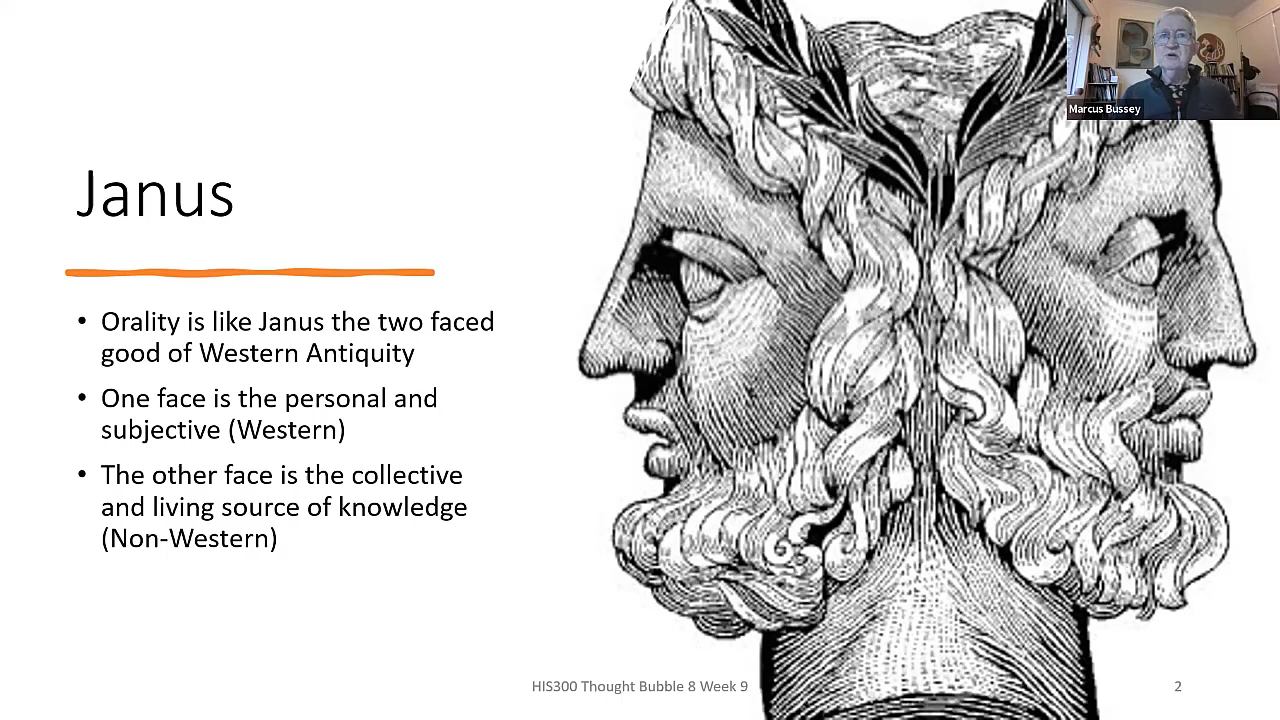 Marcus Bussey
Janus
• Orality is like Janus the two faced
good of Western Antiquity
• One face is the personal and
subjective (Western)
• The other face is the collective
and living source of knowledge
(Non-Western)
HIS300 Thought Bubble 8 Week 9
2